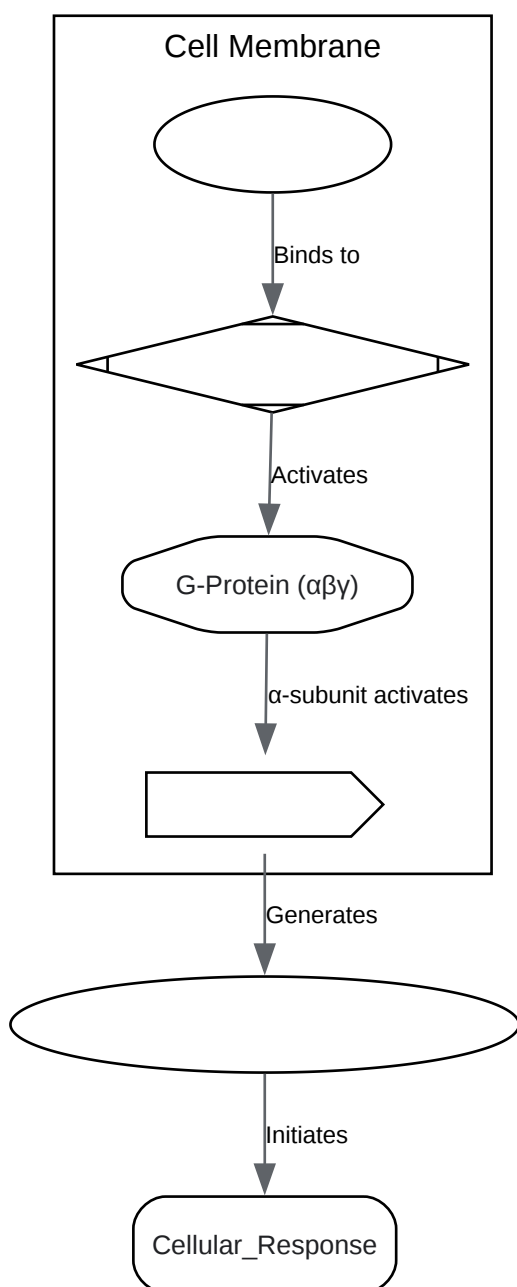 Cell Membrane
Binds to
Activates
G-Protein (αβγ)
α-subunit activates
Generates
Initiates
Cellular_Response